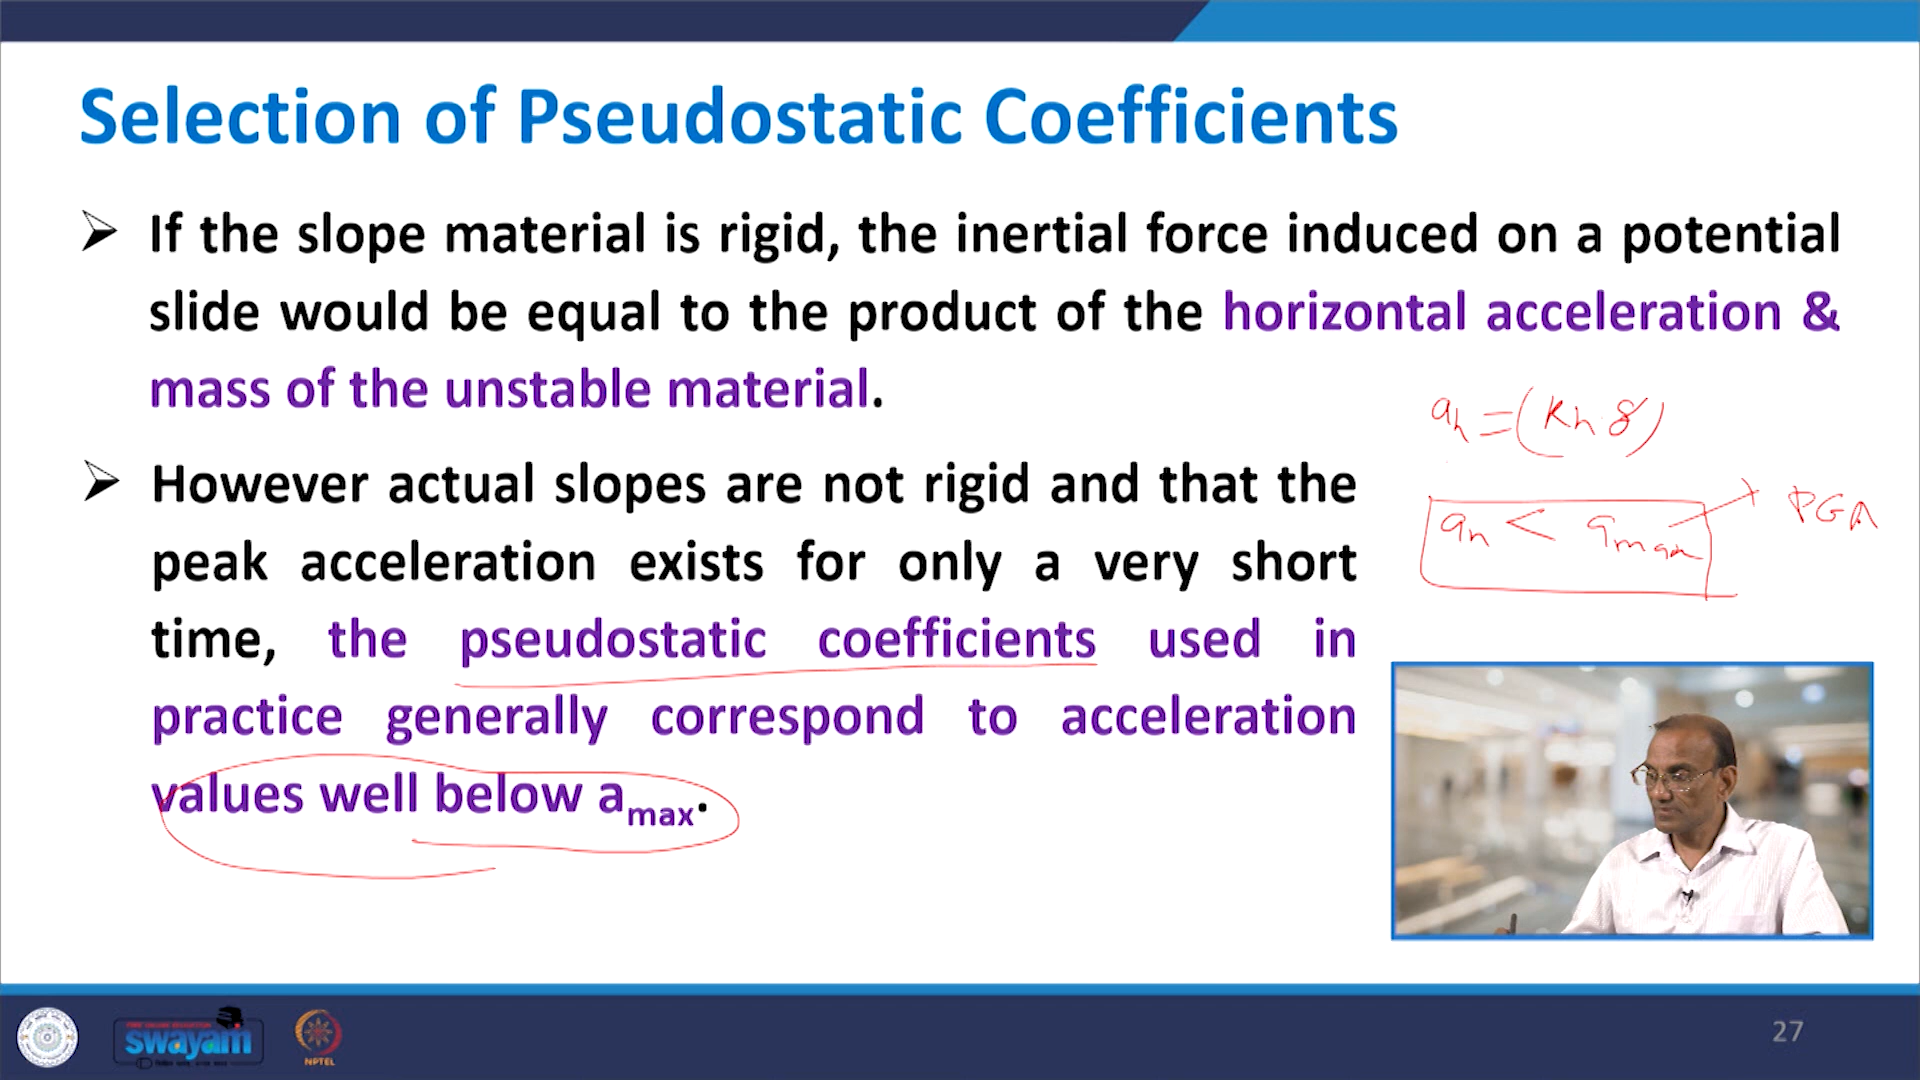 Selection of Pseudostatic Coefficients
If the slope material is rigid, the inertial force induced on a potential
slide would be equal to the product of the horizontal acceleration &
mass of the unstable material.
ah = (Kh g)
However actual slopes are not rigid and that the
ah < amax PGA
peak acceleration exists for only a very short
time, the pseudostatic coefficients used in
practice generally correspond to acceleration
values well below amax.
swayam
NPTEL
27